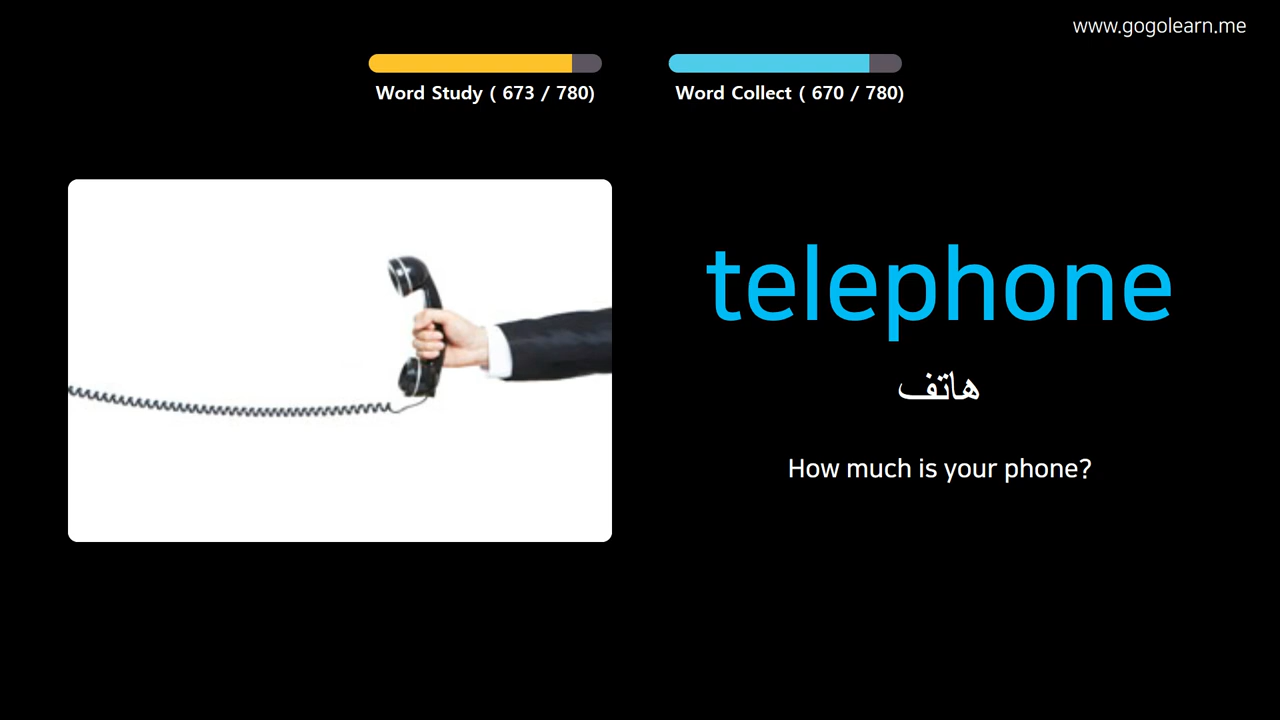 www.gogolearn.me
Word Study ( 673 / 780)
Word Collect ( 670 / 780)
telephone
هاتف
How much is your phone?